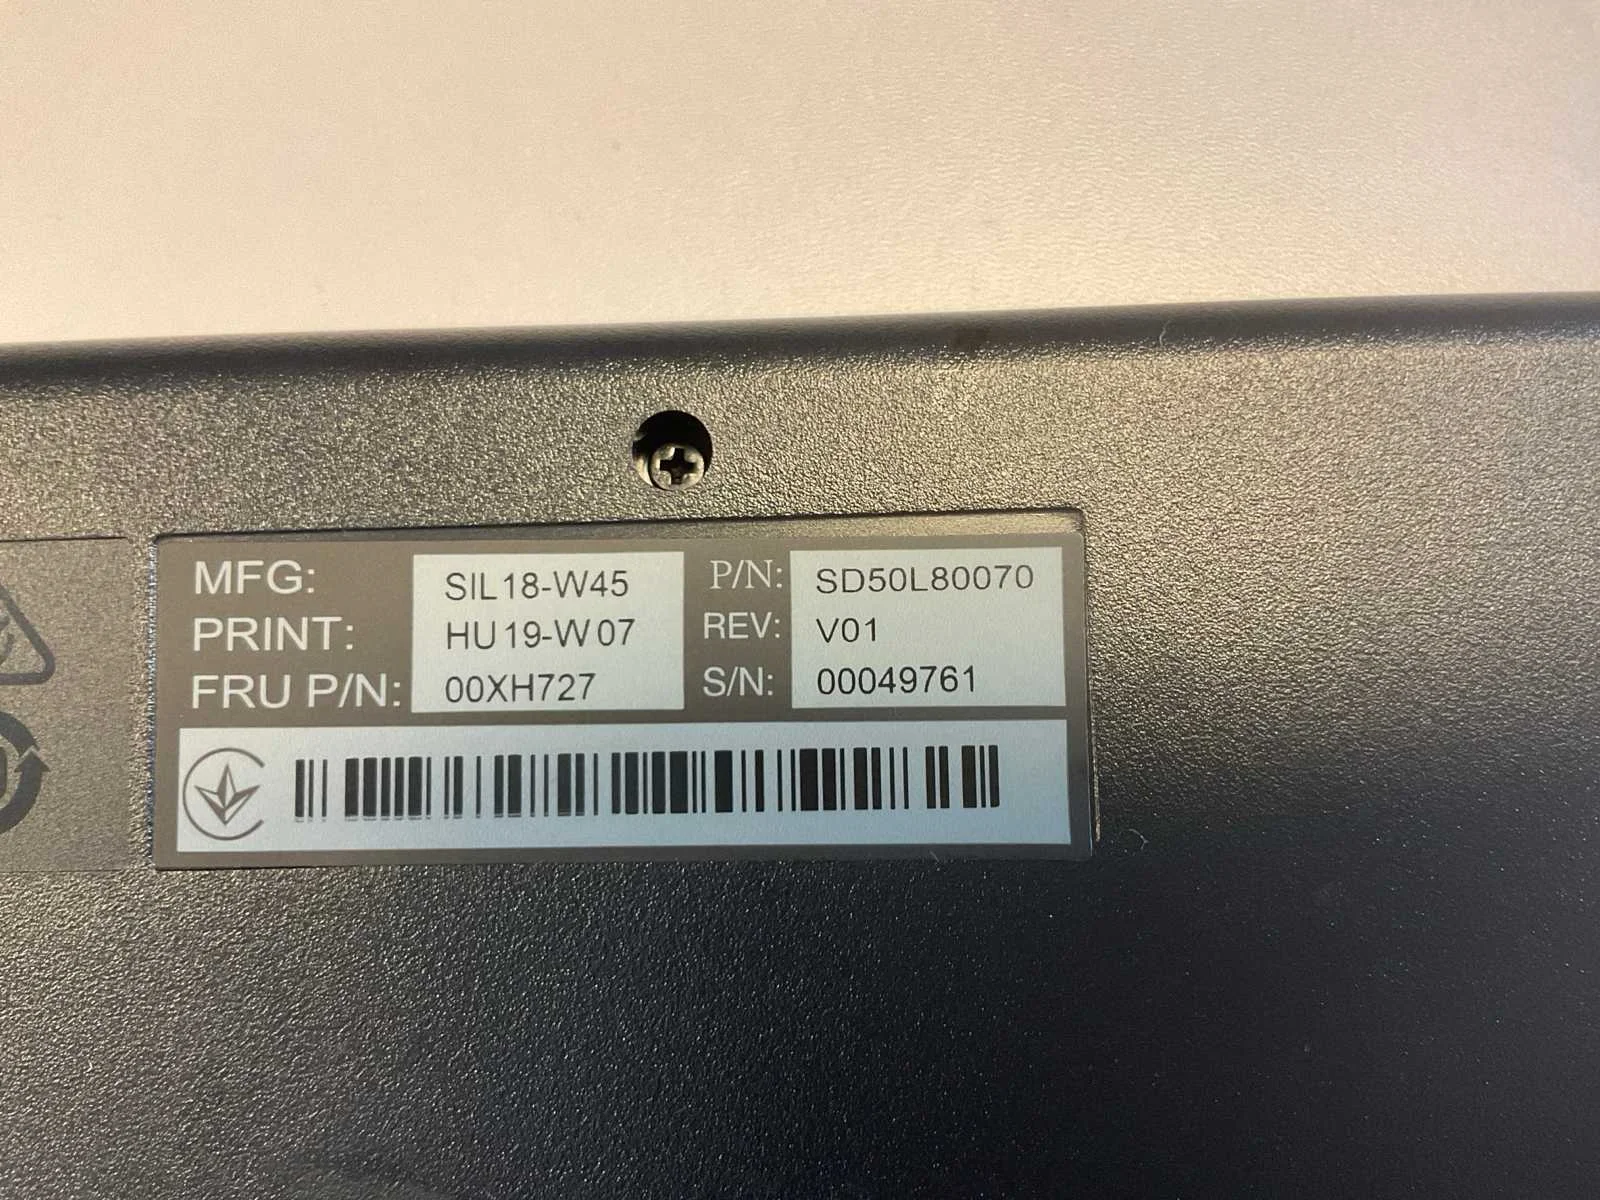 MFG: SIL18-W45 P/N: SD50L80070
PRINT: HU19-W07 REV: V01
FRU P/N: 00XH727 S/N: 00049761